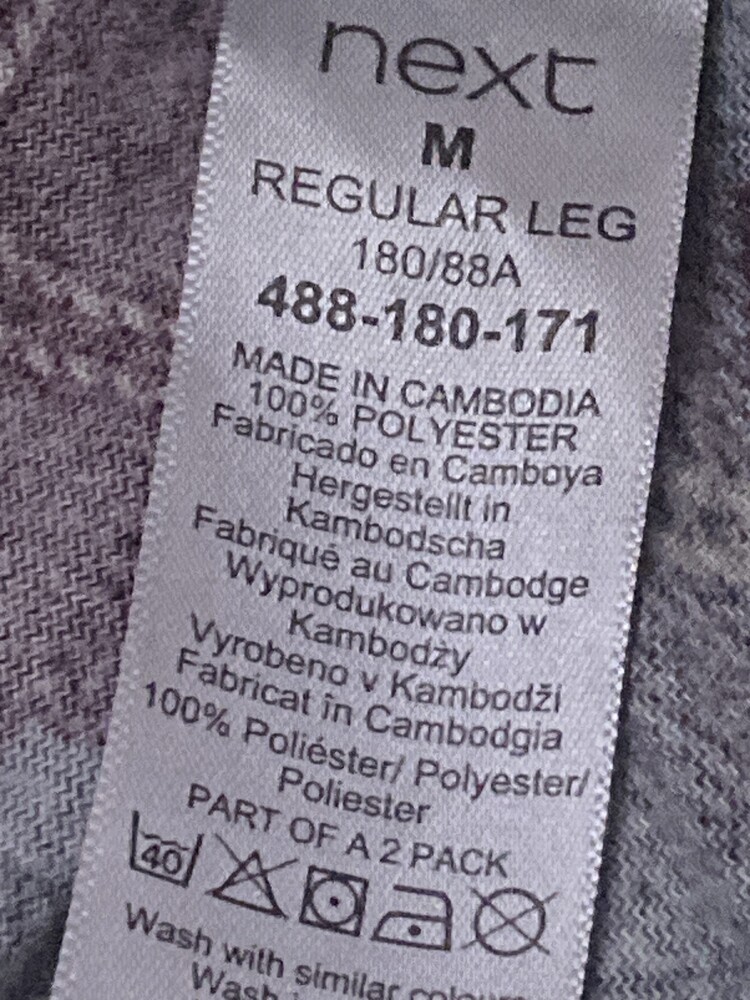 next
M
REGULAR LEG
180/88A
488-180-171
MADE IN CAMBODIA
100% POLYESTER
Fabricado en Camboya
Hergestellt in
Kambodscha
Fabriqué au Cambodge
Wyprodukowano w
Kambodży
Vyrobeno v Kambodži
Fabricat în Cambodgia
100% Poliéster/ Polyester/
Poliester
PART OF A 2 PACK
40
Wash with similar
Wash